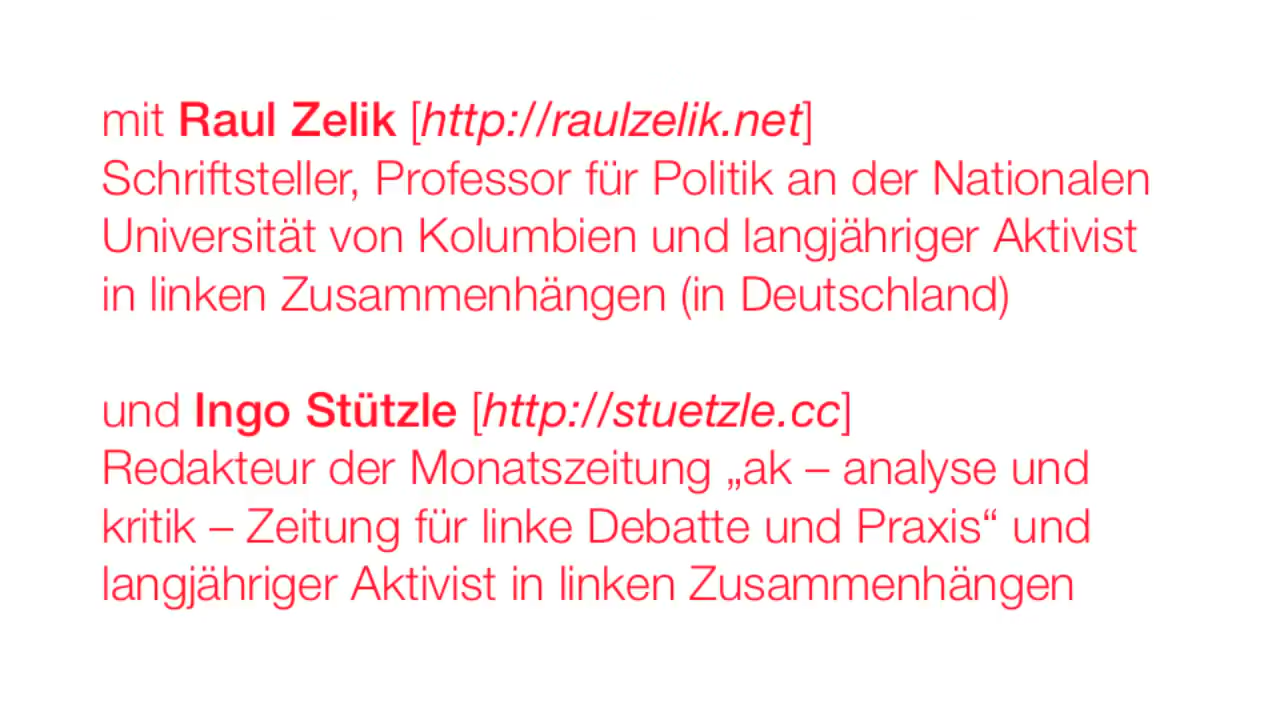 mit Raul Zelik [http://raulzelik.net]
Schriftsteller, Professor für Politik an der Nationalen
Universität von Kolumbien und langjähriger Aktivist
in linken Zusammenhängen (in Deutschland)
und Ingo Stützle [http://stuetzle.cc]
Redakteur der Monatszeitung „ak – analyse und
kritik – Zeitung für linke Debatte und Praxis“ und
langjähriger Aktivist in linken Zusammenhängen